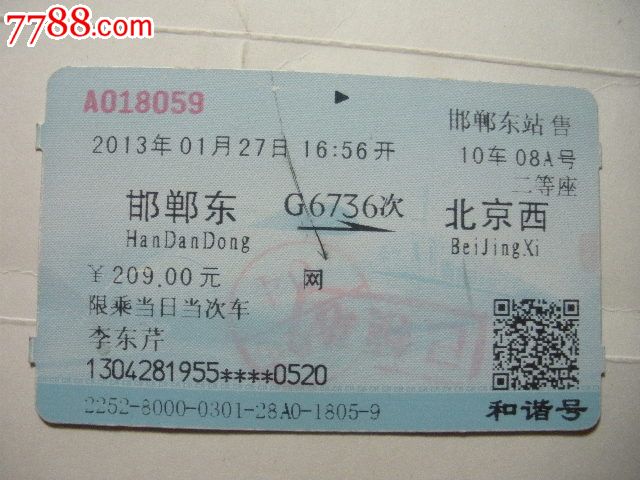 7788.com
A018059
邯郸东站售
2013年01月27日 16:56开
10车 08A号
二等座
邯郸东 G6736次 北京西
HanDanDong BeiJingXi
￥209.00元 网
限乘当日当次车
李东芹
1304281955****0520
2252-8000-0301-28A0-1805-9
和谐号